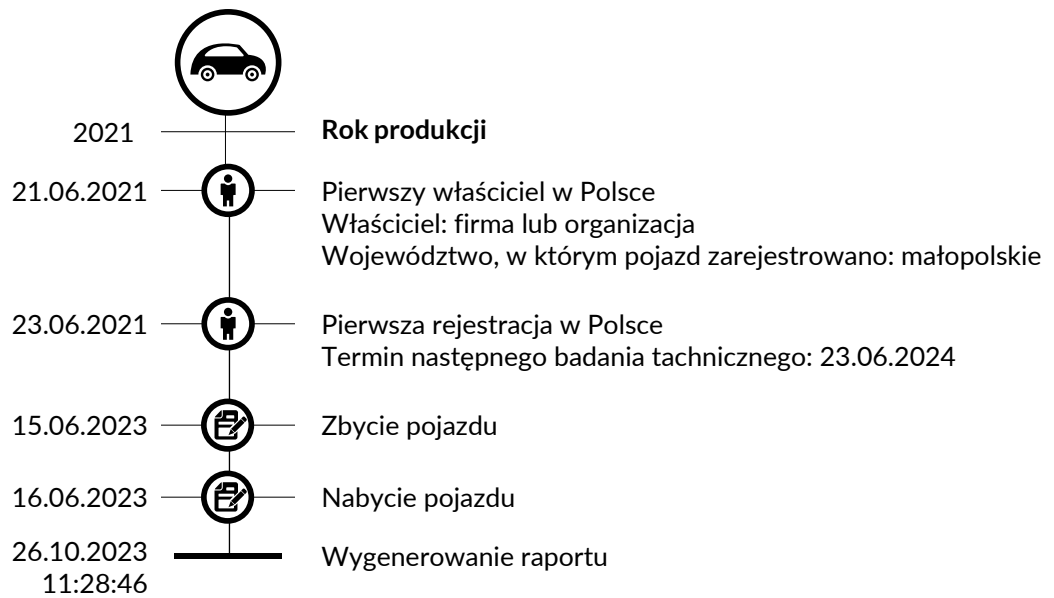 2021 Rok produkcji
21.06.2021 Pierwszy właściciel w Polsce
Właściciel: firma lub organizacja
Województwo, w którym pojazd zarejestrowano: małopolskie
23.06.2021 Pierwsza rejestracja w Polsce
Termin następnego badania tachnicznego: 23.06.2024
15.06.2023 Zbycie pojazdu
16.06.2023 Nabycie pojazdu
26.10.2023 Wygenerowanie raportu
11:28:46